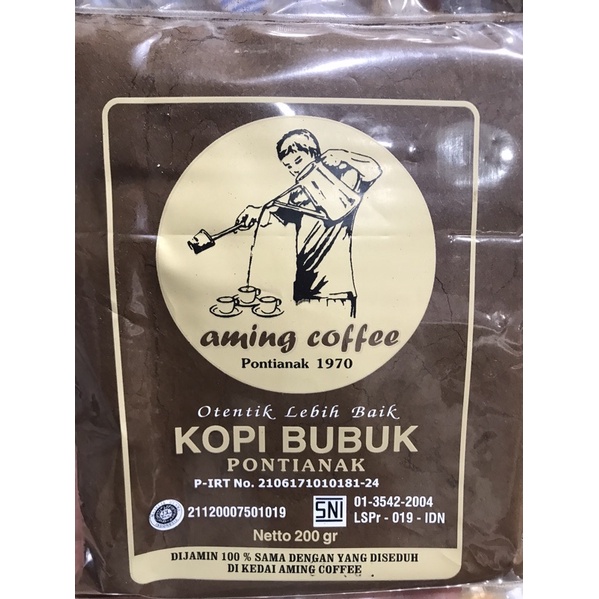 aming coffee
Pontianak 1970
Otentik Lebih Baik
KOPI BUBUK
PONTIANAK
P-IRT No. 2106171010181-24
21120007501019
SNI
01-3542-2004
LSPr - 019 - IDN
Netto 200 gr
DIJAMIN 100 % SAMA DENGAN YANG DISEDUH
DI KEDAI AMING COFFEE